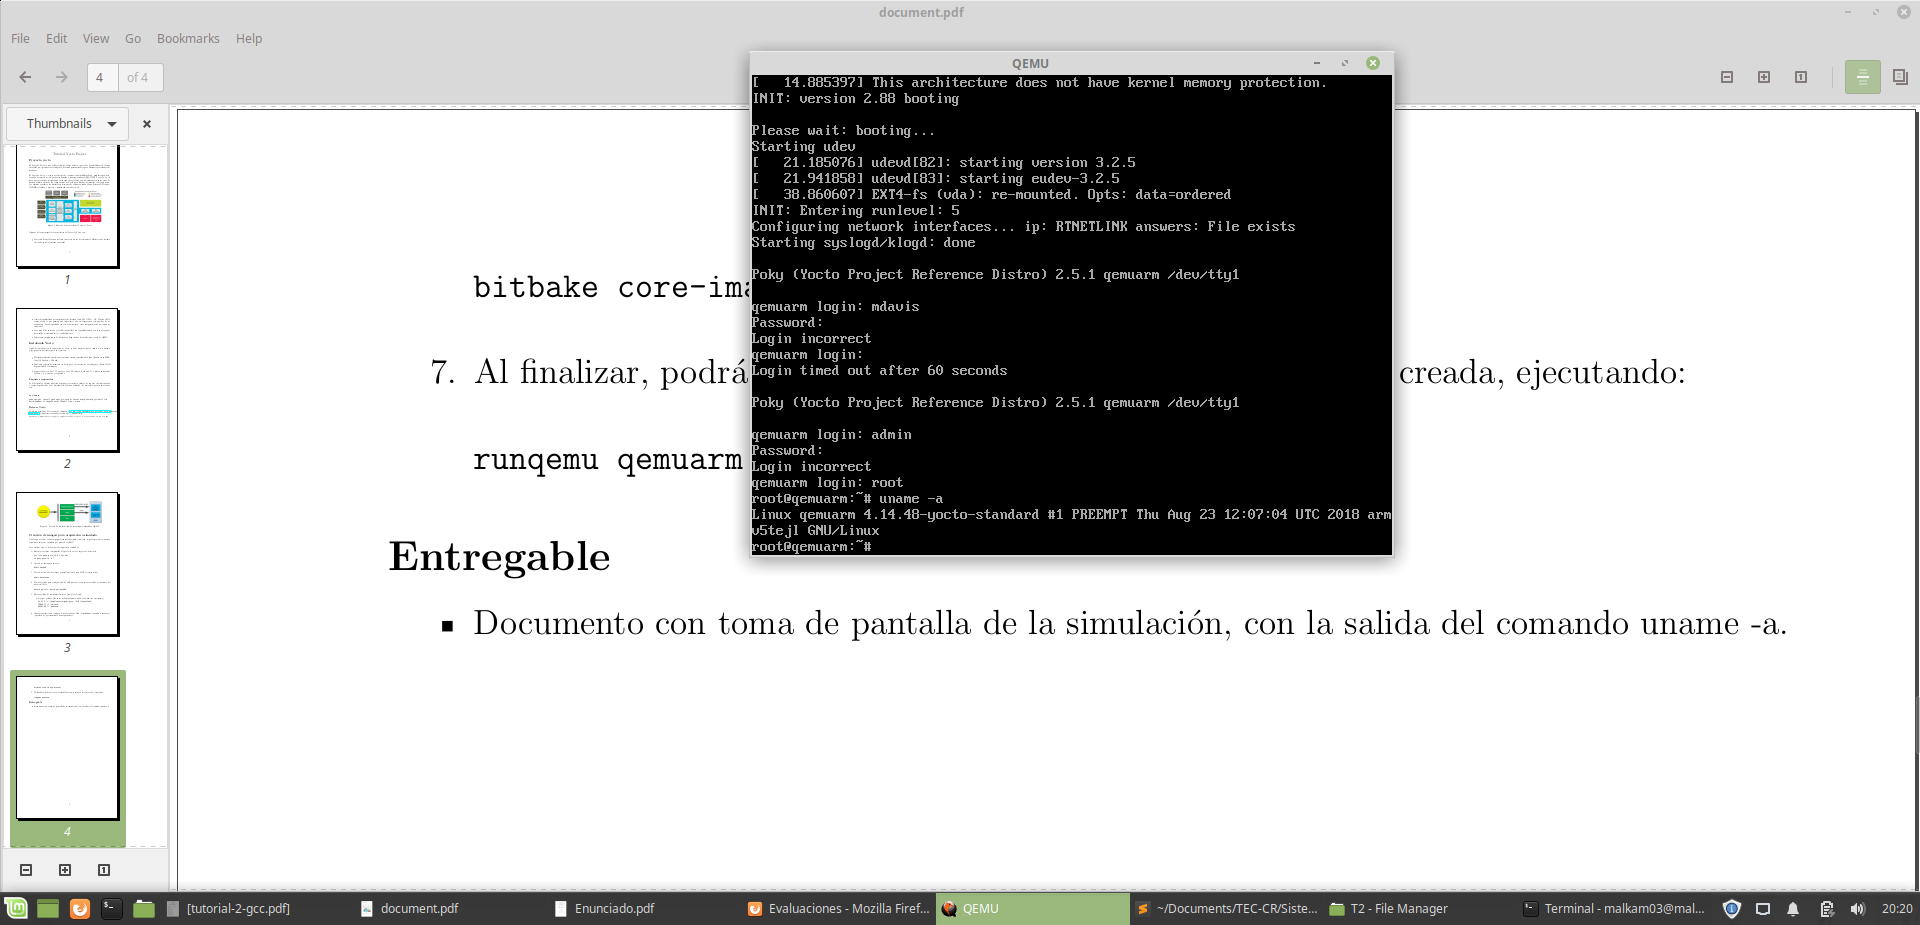 document.pdf
File Edit View Go Bookmarks Help
4 of 4
Thumbnails
1
2
3
4
bitbake core-ima
7. Al finalizar, podrá creada, ejecutando:
runqemu qemuarm
Entregable
Documento con toma de pantalla de la simulación, con la salida del comando uname -a.
QEMU
[   14.885397] This architecture does not have kernel memory protection.
INIT: version 2.88 booting
Please wait: booting...
Starting udev
[   21.185076] udevd[82]: starting version 3.2.5
[   21.941858] udevd[83]: starting eudev-3.2.5
[   38.860607] EXT4-fs (vda): re-mounted. Opts: data=ordered
INIT: Entering runlevel: 5
Configuring network interfaces... ip: RTNETLINK answers: File exists
Starting syslogd/klogd: done
Poky (Yocto Project Reference Distro) 2.5.1 qemuarm /dev/tty1
qemuarm login: mdavis
Password:
Login incorrect
qemuarm login:
Login timed out after 60 seconds
Poky (Yocto Project Reference Distro) 2.5.1 qemuarm /dev/tty1
qemuarm login: admin
Password:
Login incorrect
qemuarm login: root
root@qemuarm:~# uname -a
Linux qemuarm 4.14.48-yocto-standard #1 PREEMPT Thu Aug 23 12:07:04 UTC 2018 arm
v5tejl GNU/Linux
root@qemuarm:~#
[tutorial-2-gcc.pdf] document.pdf Enunciado.pdf Evaluaciones - Mozilla Firef... QEMU ~/Documents/TEC-CR/Siste... T2 - File Manager Terminal - malkam03@mal... 20:20